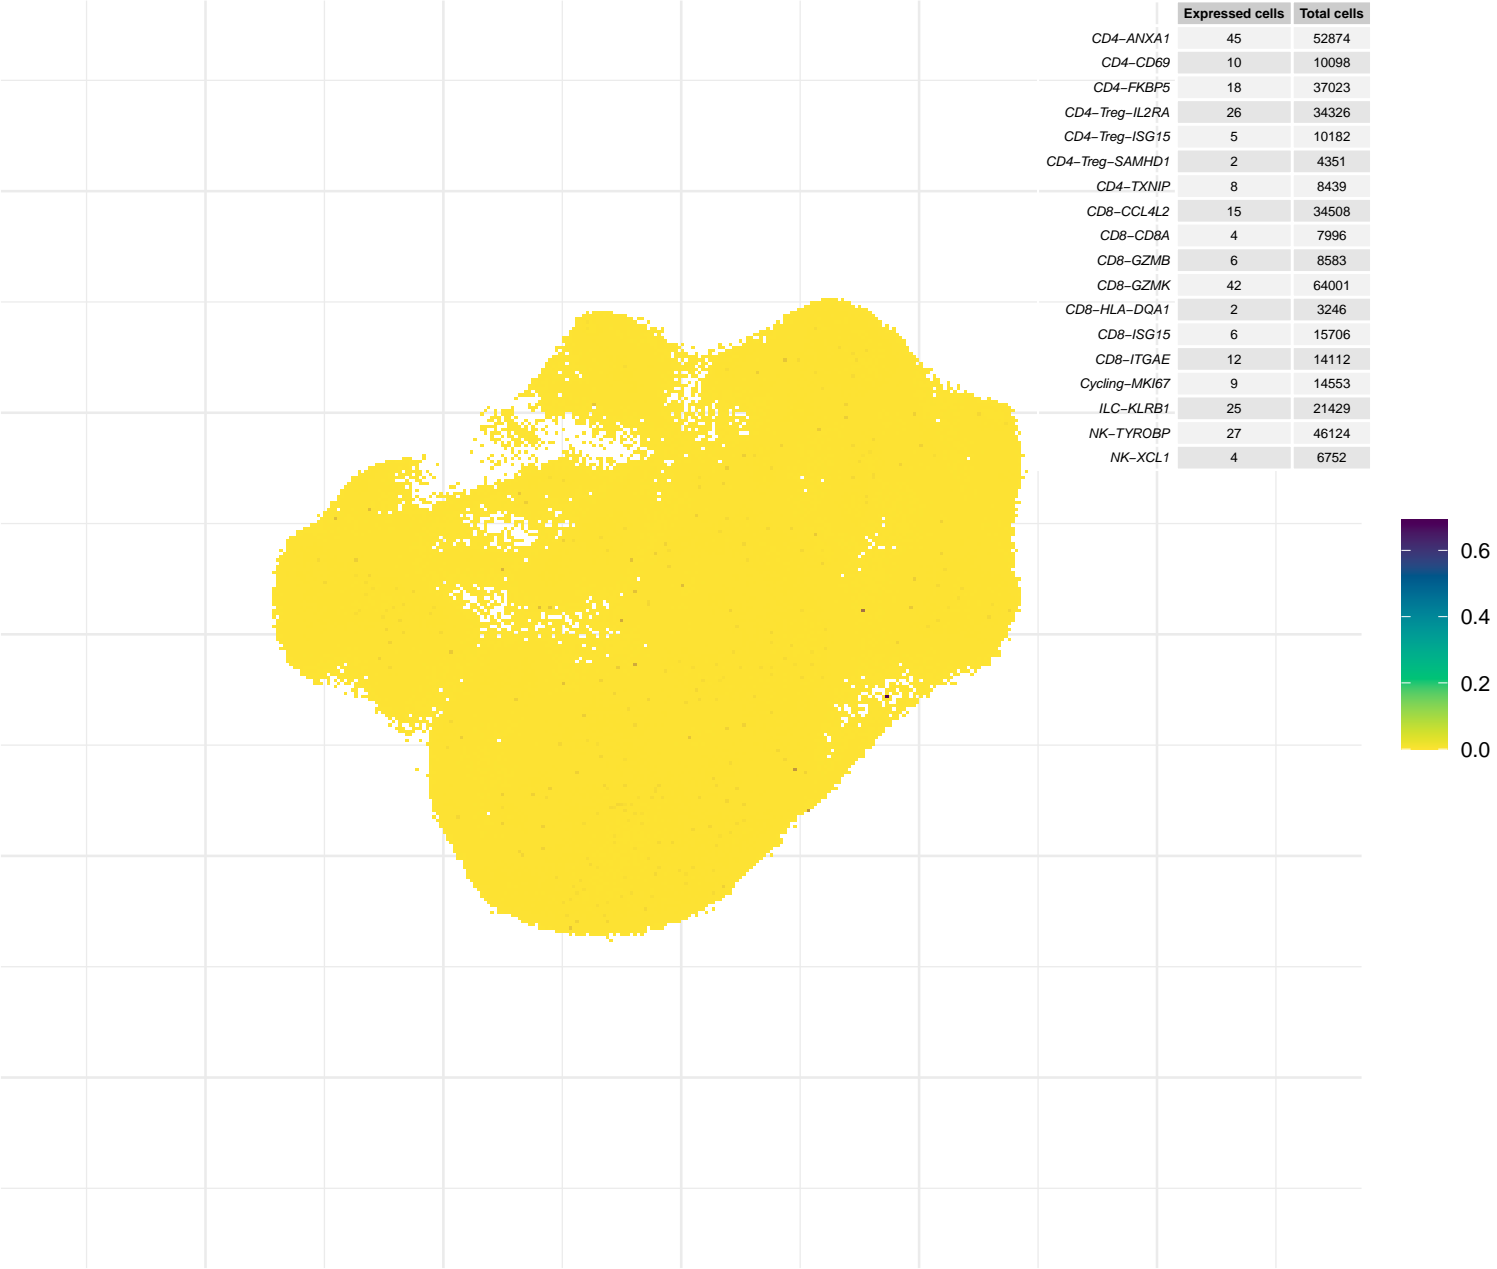 Expressed cells Total cells
CD4−ANXA1 45 52874
CD4−CD69 10 10098
CD4−FKBP5 18 37023
CD4−Treg−IL2RA 26 34326
CD4−Treg−ISG15 5 10182
CD4−Treg−SAMHD1 2 4351
CD4−TXNIP 8 8439
CD8−CCL4L2 15 34508
CD8−CD8A 4 7996
CD8−GZMB 6 8583
CD8−GZMK 42 64001
CD8−HLA−DQA1 2 3246
CD8−ISG15 6 15706
CD8−ITGAE 12 14112
Cycling−MKI67 9 14553
ILC−KLRB1 25 21429
NK−TYROBP 27 46124
NK−XCL1 4 6752
0.6
0.4
0.2
0.0